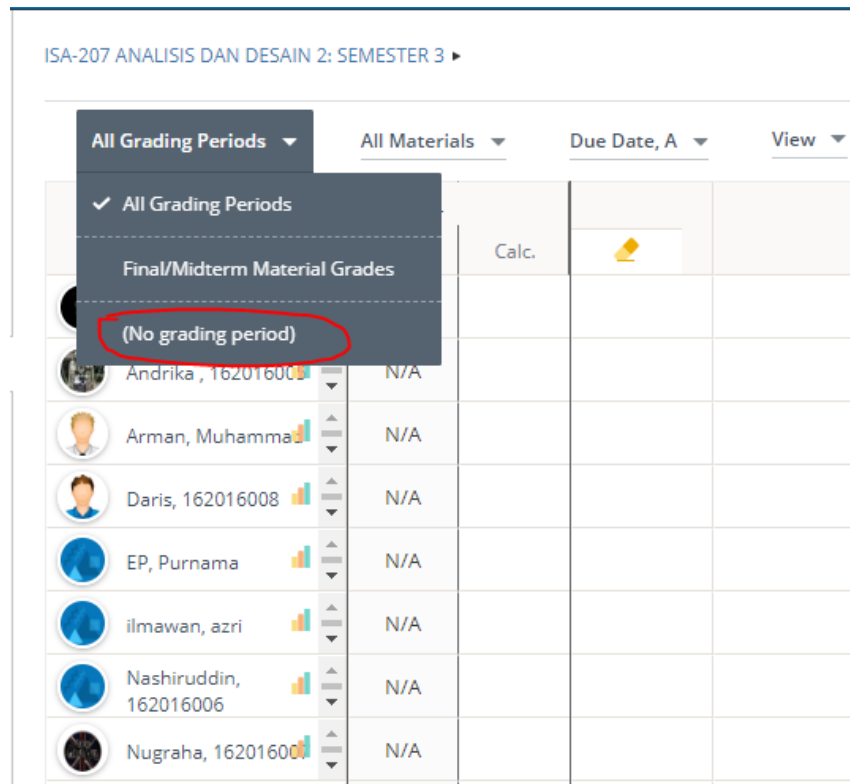 ISA-207 ANALISIS DAN DESAIN 2: SEMESTER 3
All Grading Periods
All Materials
Due Date, A
View
All Grading Periods
Final/Midterm Material Grades
(No grading period)
Calc.
Andrika , N/A
Arman, Muhammad N/A
Daris, 162016008 N/A
EP, Purnama N/A
ilmawan, azri N/A
Nashiruddin,
162016006 N/A
Nugraha, N/A